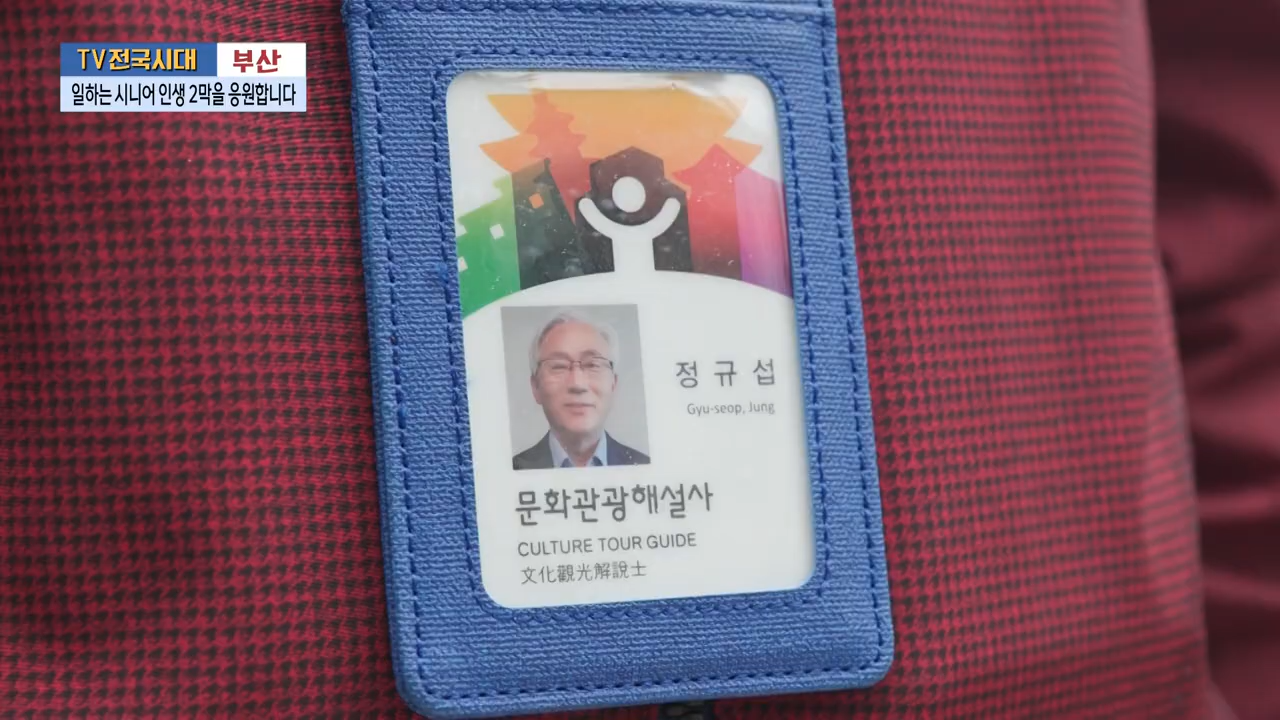 TV전국시대 부산
일하는 시니어 인생 2막을 응원합니다
정규섭
Gyu-seop, Jung
문화관광해설사
CULTURE TOUR GUIDE
文化觀光解說士